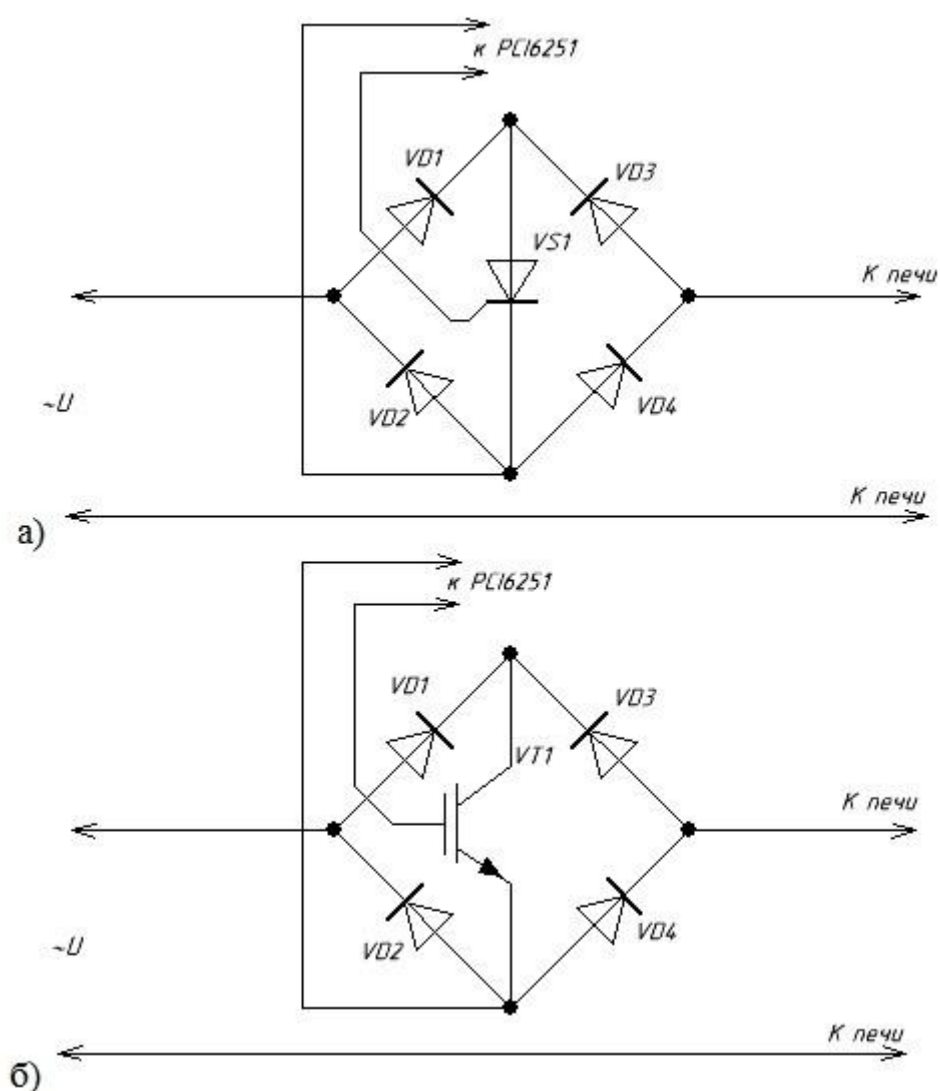 к PCI6251
VD1
VD3
VS1
К печи
~U
VD2
VD4
К печи
а)
к PCI6251
VD1
VD3
VT1
К печи
~U
VD2
VD4
К печи
б)